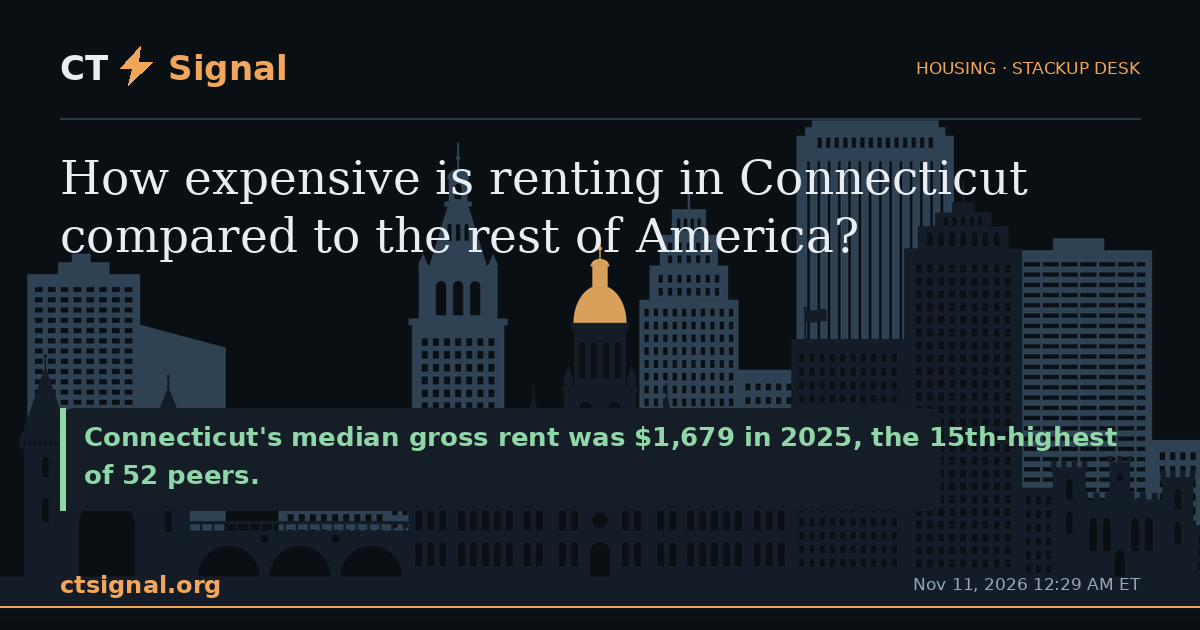 CT Signal
HOUSING · STACKUP DESK
How expensive is renting in Connecticut
compared to the rest of America?
Connecticut's median gross rent was $1,679 in 2025, the 15th-highest
of 52 peers.
ctsignal.org
Nov 11, 2026 12:29 AM ET